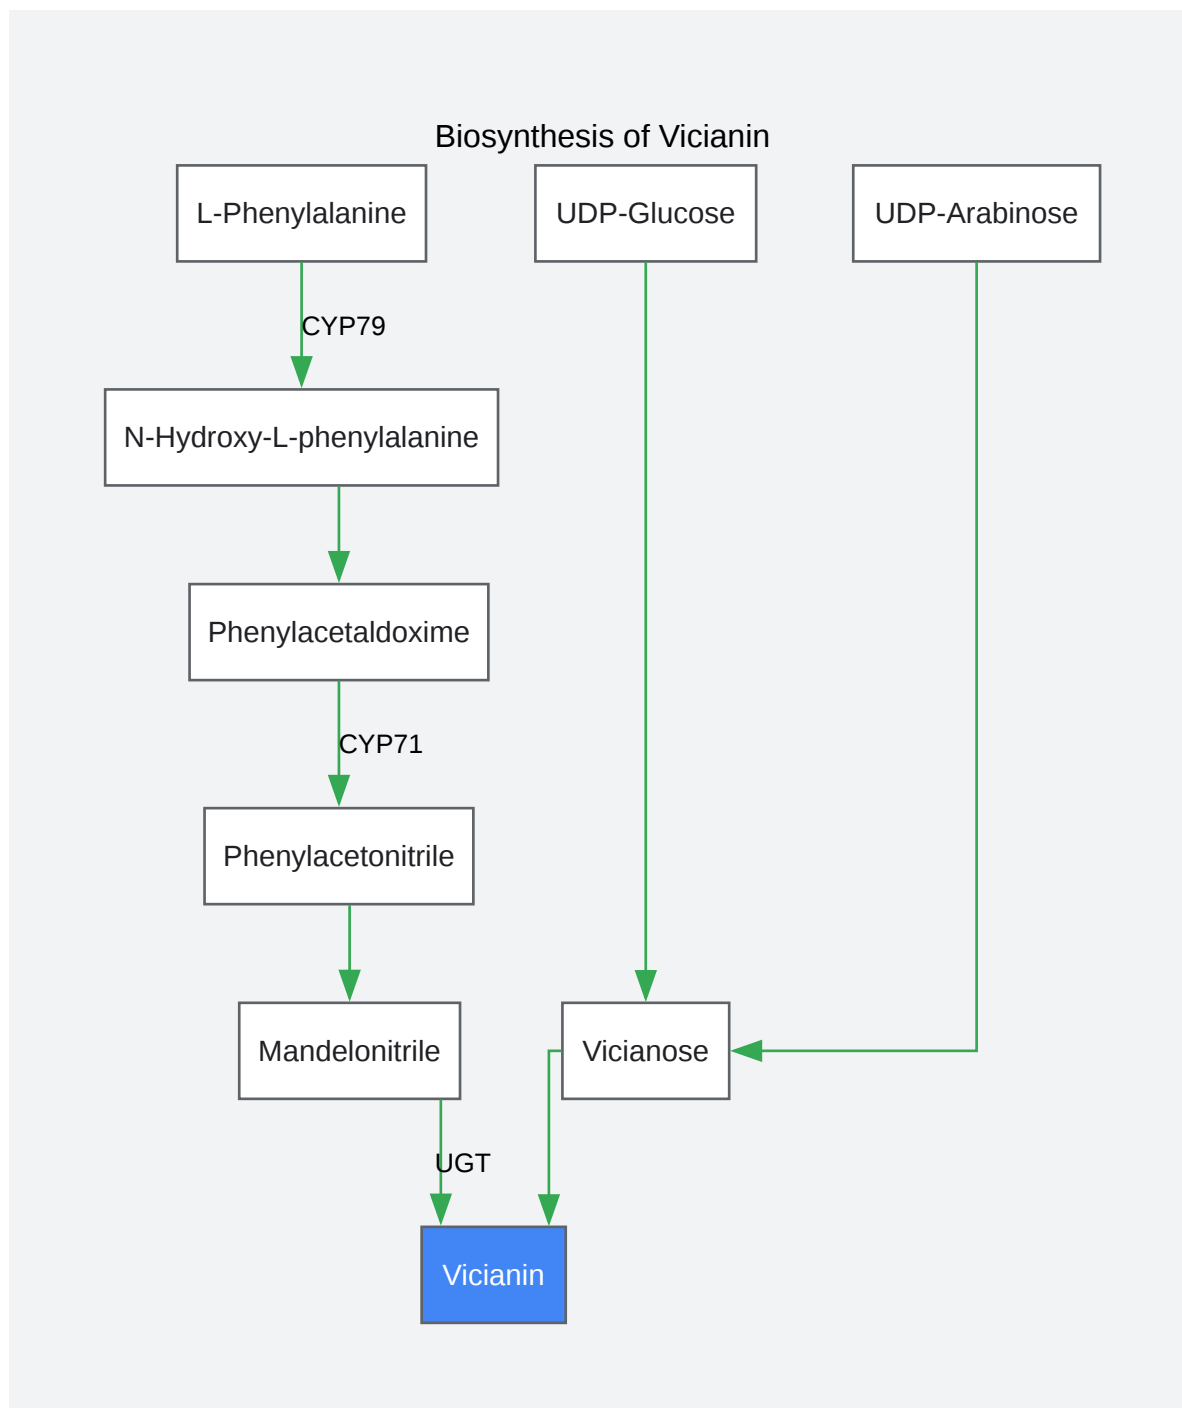 Biosynthesis of Vicianin
L-Phenylalanine
UDP-Glucose
UDP-Arabinose
CYP79
N-Hydroxy-L-phenylalanine
Phenylacetaldoxime
CYP71
Phenylacetonitrile
Mandelonitrile
Vicianose
UGT
Vicianin